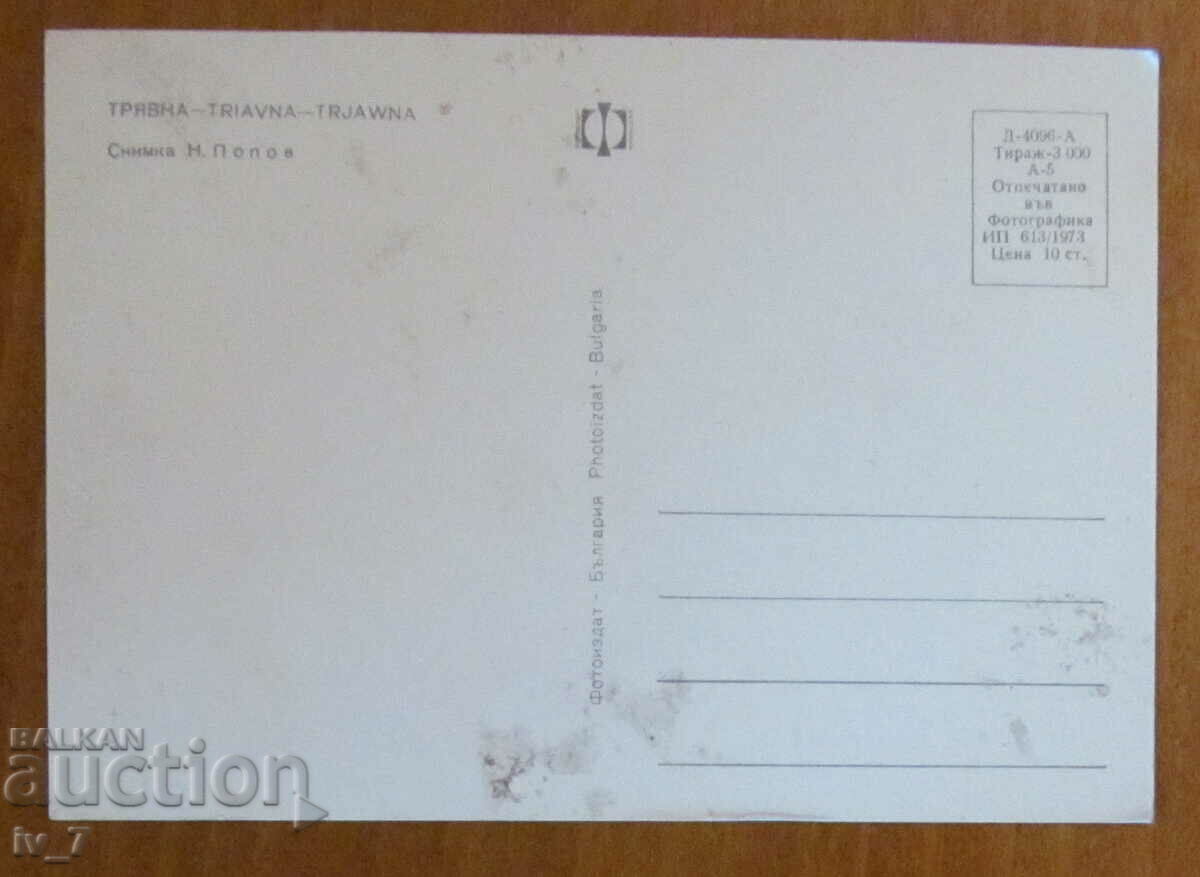 ТРЯВНА—TRIAVNA—TRJAWNA
Снимка Н. Попов
Д-4096-А
Тираж-3 000
А-5
Отпечатано
във
Фотографика
ИП 613/1973
Цена 10 ст.
Фотоиздат - България Photoizdat - Bulgaria
BALKAN
auction
iv_7